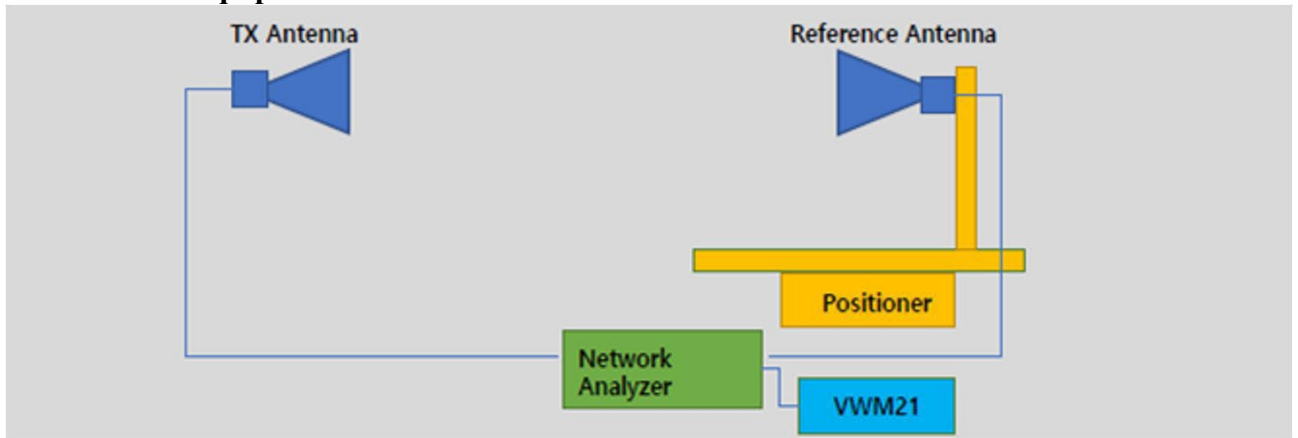 TX Antenna
Reference Antenna
Positioner
Network
Analyzer
VWM21